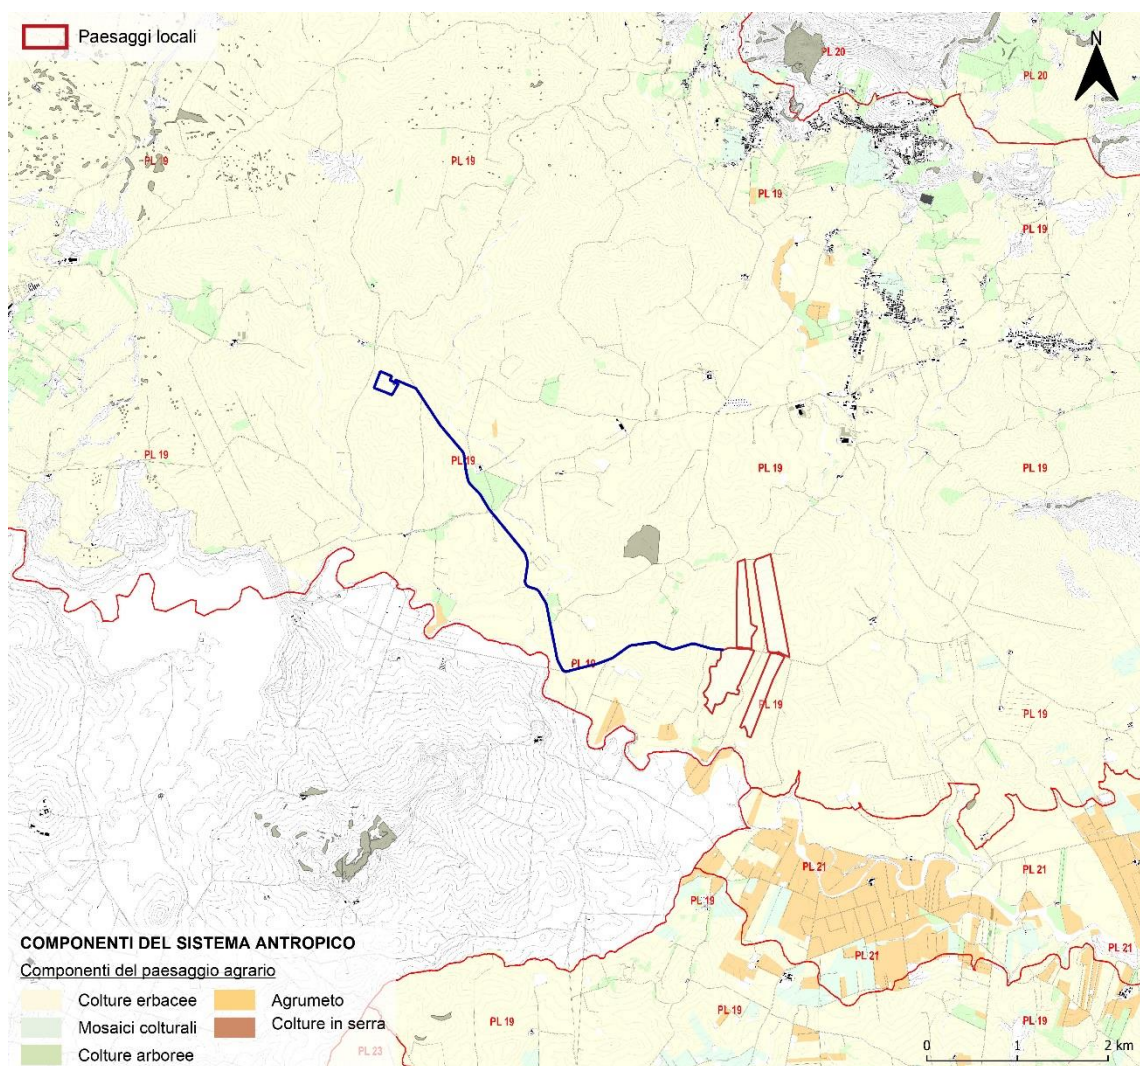 Paesaggi locali
N
PL 20
PL 20
PL 19
PL 19
PL 19
PL 19
PL 19
PL 19
PL 19
PL 19
PL 19
PL 19
PL 19
PL 21
PL 21
PL 19
PL 21
PL 21
PL 19
PL 19
PL 19
PL 23
COMPONENTI DEL SISTEMA ANTROPICO
Componenti del paesaggio agrario
Colture erbacee
Agrumeto
Mosaici colturali
Colture in serra
Colture arboree
0 1 2 km